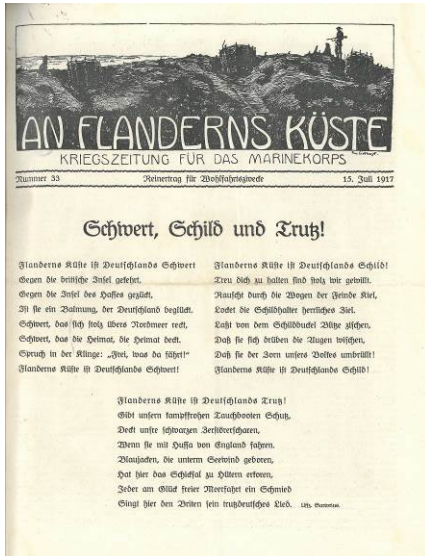 AN FLANDERNS KÜSTE
KRIEGSZEITUNG FÜR DAS MARINEKORPS
Nummer 33
Reinertrag für Wohlfahrtszwecke
15. Juli 1917
Schwert, Schild und Trutz!
Flanderns Küste ist Deutschlands Schwert
Gegen die britische Insel gekehrt,
Gegen die Insel des Hasses gezückt,
Ist sie ein Balmung, der Deutschland beglückt.
Schwert, das sich stolz übers Nordmeer reckt,
Schwert, das die Heimat, die Heimat deckt.
Spruch in der Klinge: „Frei, was da fährt!“
Flanderns Küste ist Deutschlands Schwert!
Flanderns Küste ist Deutschlands Schild!
Treu dich zu halten sind stolz wir gewillt.
Rauscht durch die Wogen der Feinde Kiel,
Locket die Schildhalter herrliches Ziel.
Laßt von dem Schildbuckel Blitze zischen,
Daß sie sich drüben die Augen wischen,
Daß sie der Zorn unsers Volkes umbrüllt!
Flanderns Küste ist Deutschlands Schild!
Flanderns Küste ist Deutschlands Trutz!
Gibt unsern kampffrohen Tauchbooten Schutz,
Deckt unsre schwarzen Zerstörerscharen,
Wenn sie mit Hussa von England fahren.
Blaujacken, die unterm Seewind geboren,
Hat hier das Schicksal zu Hütern erkoren,
Jeder am Glück freier Meerfahrt ein Schmied
Singt hier den Briten sein trutzdeutsches Lied.